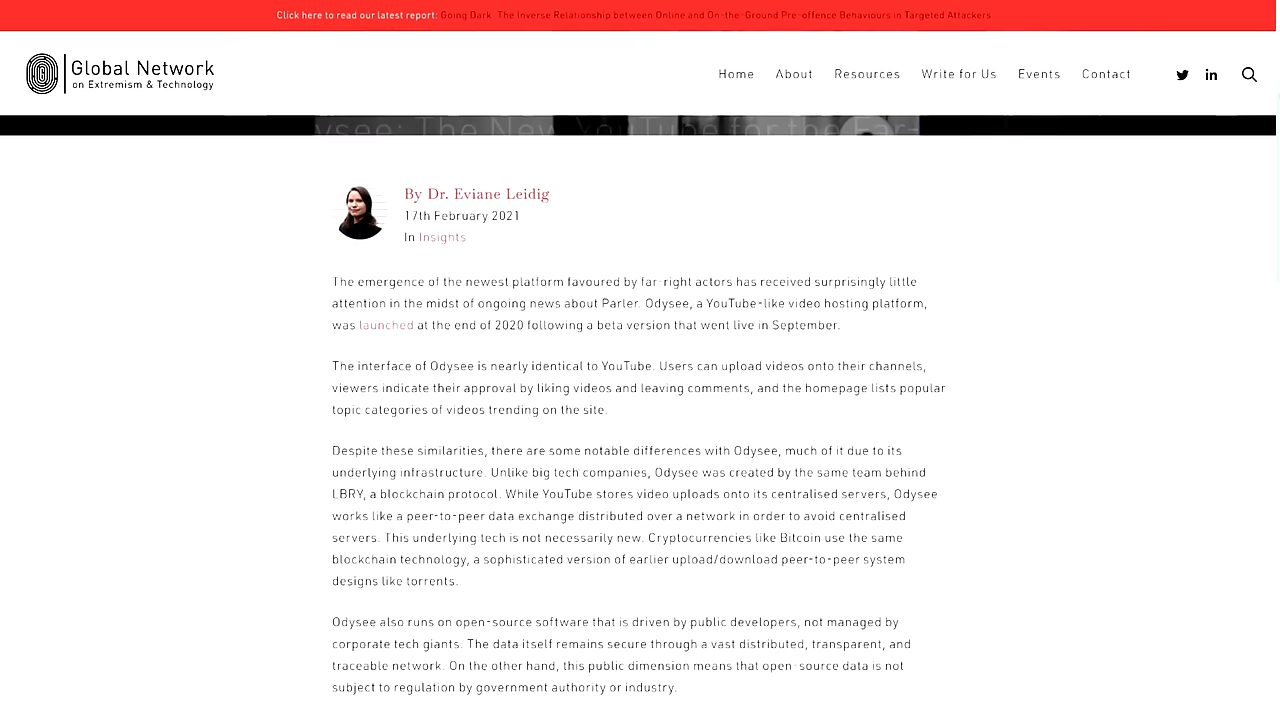 Click here to read our latest report: Going Dark: The Inverse Relationship between Online and On-the-Ground Pre-offence Behaviours in Targeted Attackers
Global Network
on Extremism & Technology
Home About Resources Write for Us Events Contact
ysee: The New YouTube for the Far-
By Dr. Eviane Leidig
17th February 2021
In Insights
The emergence of the newest platform favoured by far-right actors has received surprisingly little
attention in the midst of ongoing news about Parler. Odysee, a YouTube-like video hosting platform,
was launched at the end of 2020 following a beta version that went live in September.
The interface of Odysee is nearly identical to YouTube. Users can upload videos onto their channels,
viewers indicate their approval by liking videos and leaving comments, and the homepage lists popular
topic categories of videos trending on the site.
Despite these similarities, there are some notable differences with Odysee, much of it due to its
underlying infrastructure. Unlike big tech companies, Odysee was created by the same team behind
LBRY, a blockchain protocol. While YouTube stores video uploads onto its centralised servers, Odysee
works like a peer-to-peer data exchange distributed over a network in order to avoid centralised
servers. This underlying tech is not necessarily new. Cryptocurrencies like Bitcoin use the same
blockchain technology, a sophisticated version of earlier upload/download peer-to-peer system
designs like torrents.
Odysee also runs on open-source software that is driven by public developers, not managed by
corporate tech giants. The data itself remains secure through a vast distributed, transparent, and
traceable network. On the other hand, this public dimension means that open-source data is not
subject to regulation by government authority or industry.